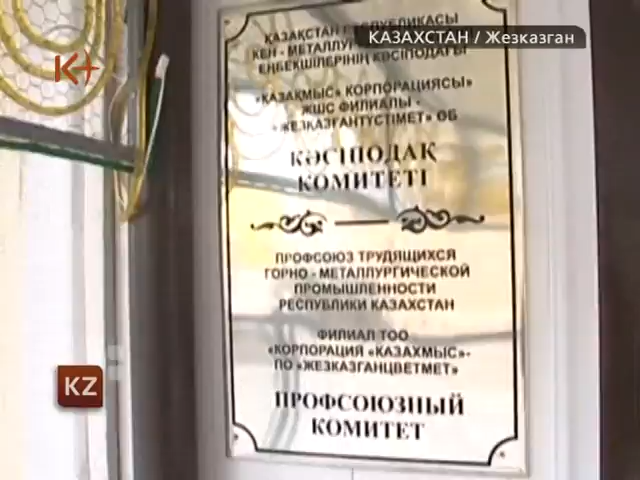 КАЗАХСТАН / Жезказган
К+
ҚАЗАҚСТАН РЕСПУБЛИКАСЫ
КЕН - МЕТАЛЛУР
ЕҢБЕКШІЛЕРІНІҢ КӘСІПОДАҒЫ
«ҚАЗАҚМЫС» КОРПОРАЦИЯСЫ»
ЖШС ФИЛИАЛЫ -
«ЖЕЗҚАЗҒАНТҮСТІМЕТ» ӨБ
КӘСІПОДАҚ
КОМИТЕТІ
ПРОФСОЮЗ ТРУДЯЩИХСЯ
ГОРНО - МЕТАЛЛУРГИЧЕСКОЙ
ПРОМЫШЛЕННОСТИ
РЕСПУБЛИКИ КАЗАХСТАН
ФИЛИАЛ ТОО
«КОРПОРАЦИЯ «КАЗАХМЫС»-
ПО «ЖЕЗКАЗГАНЦВЕТМЕТ»
ПРОФСОЮЗНЫЙ
КОМИТЕТ
KZ